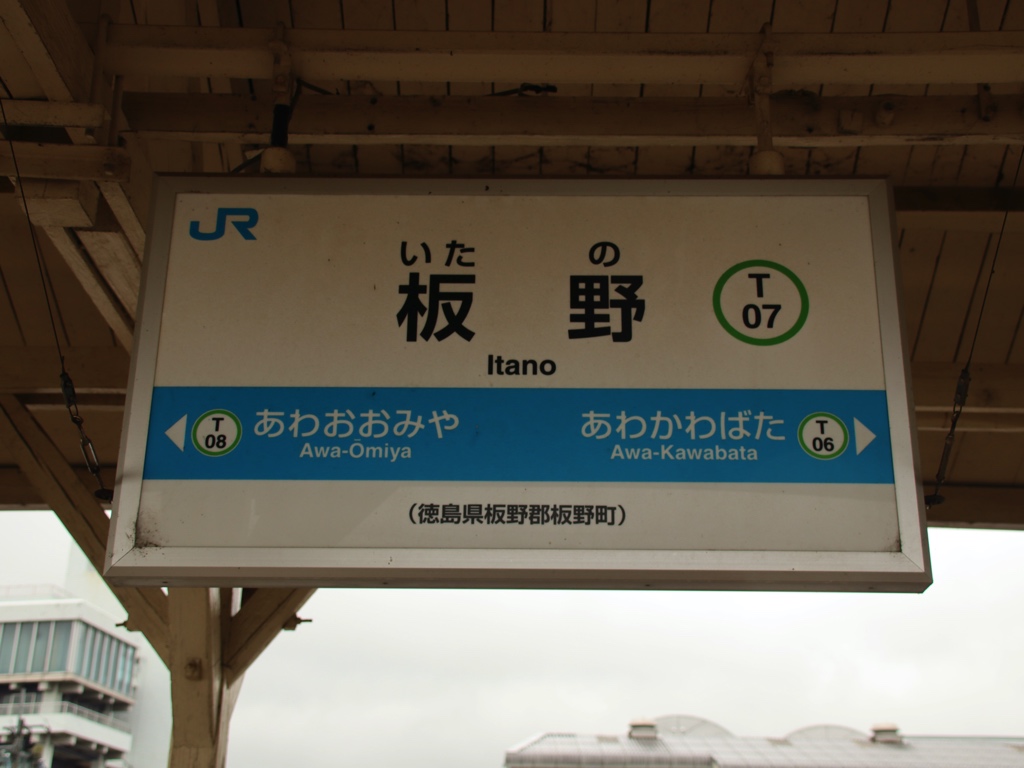 JR
いた の
板野
T
07
Itano
T
08
あわおおみや
Awa-Ōmiya
あわかわばた
Awa-Kawabata
T
06
（徳島県板野郡板野町）